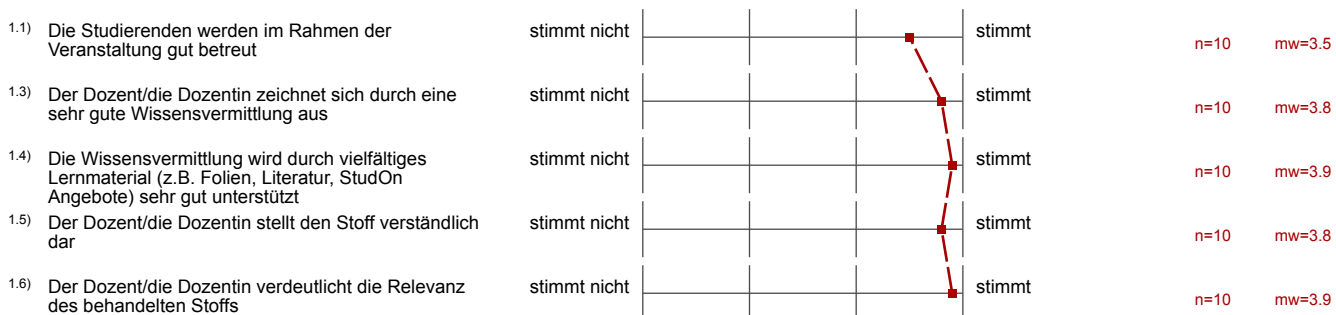 1.1) Die Studierenden werden im Rahmen der stimmt nicht stimmt
Veranstaltung gut betreut n=10 mw=3.5
1.3) Der Dozent/die Dozentin zeichnet sich durch eine stimmt nicht stimmt
sehr gute Wissensvermittlung aus n=10 mw=3.8
1.4) Die Wissensvermittlung wird durch vielfältiges stimmt nicht stimmt
Lernmaterial (z.B. Folien, Literatur, StudOn n=10 mw=3.9
Angebote) sehr gut unterstützt
1.5) Der Dozent/die Dozentin stellt den Stoff verständlich stimmt nicht stimmt
dar n=10 mw=3.8
1.6) Der Dozent/die Dozentin verdeutlicht die Relevanz stimmt nicht stimmt
des behandelten Stoffs n=10 mw=3.9